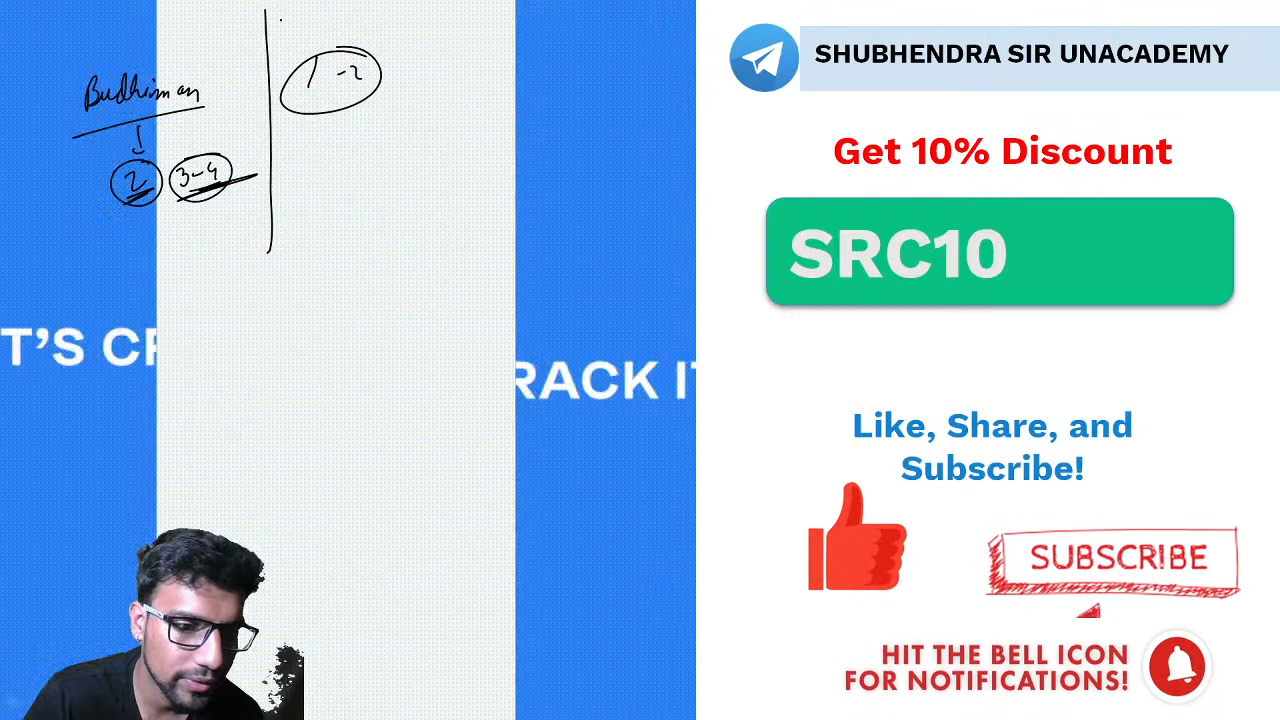 Budhiman
2 3-4
1-2
T'S CR
RACK IT
SHUBHENDRA SIR UNACADEMY
Get 10% Discount
SRC10
Like, Share, and
Subscribe!
SUBSCRIBE
HIT THE BELL ICON
FOR NOTIFICATIONS!